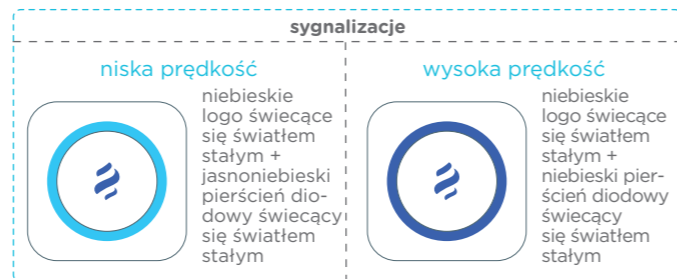 sygnalizacje
niska prędkość
niebieskie
logo świecące
się światłem
stałym +
jasnoniebieski
pierścień dio-
dowy świecący
się światłem
stałym
wysoka prędkość
niebieskie
logo świecące
się światłem
stałym +
niebieski pier-
ścień diodowy
świecący
się światłem
stałym